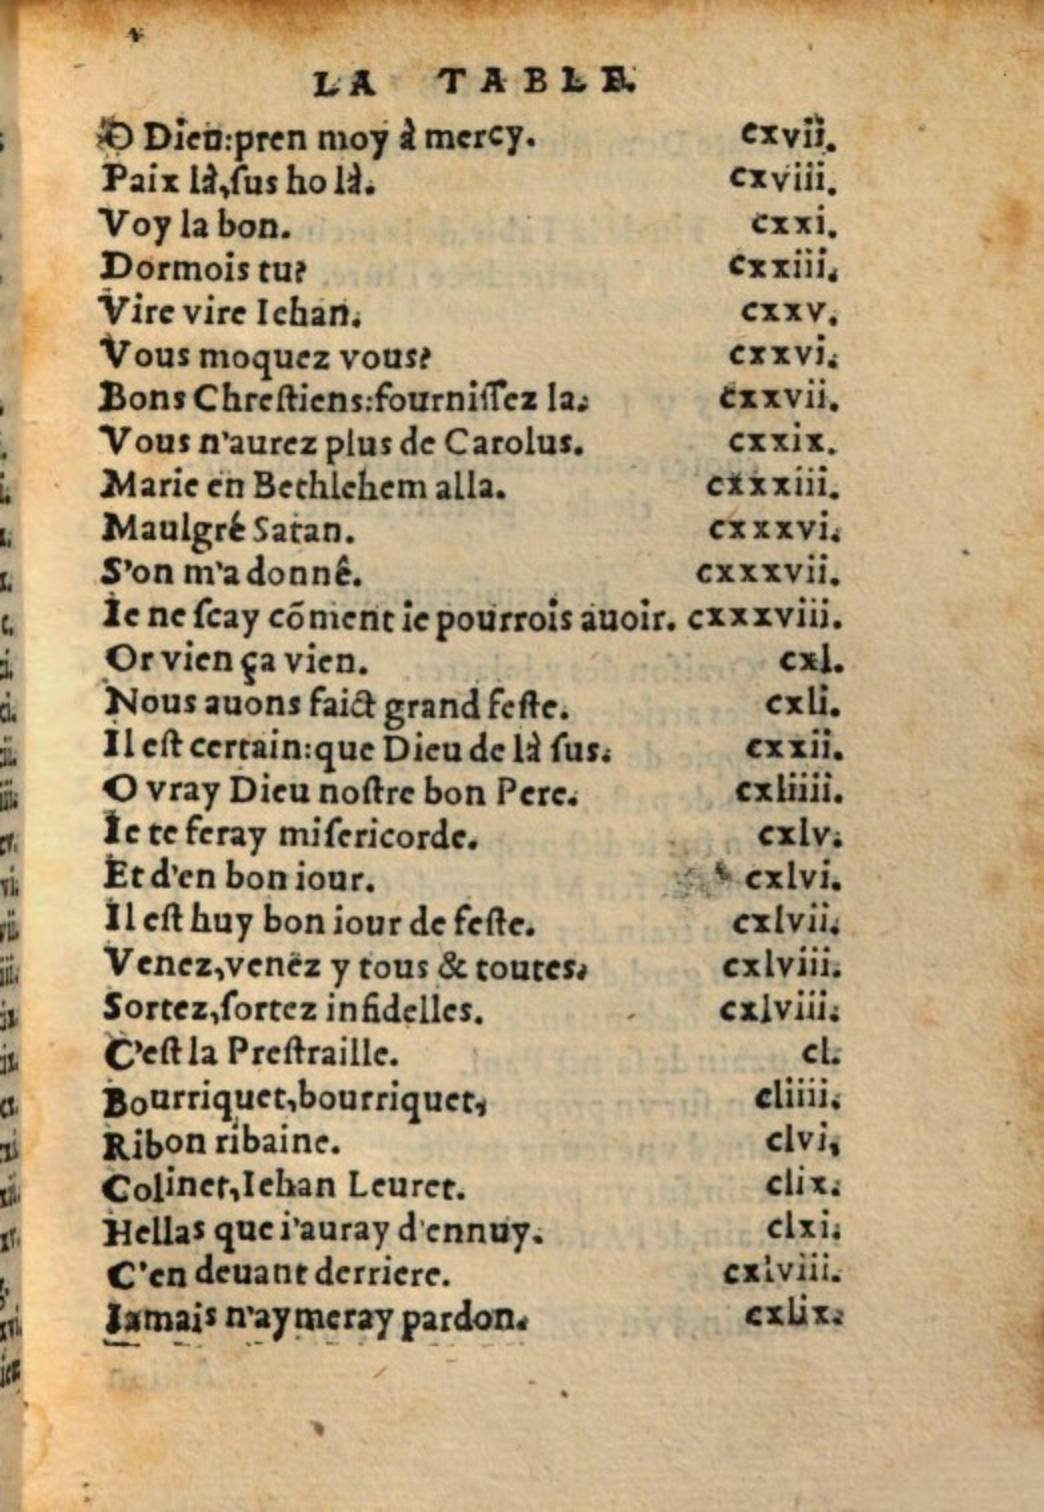 LA TABLE.
O Dieu:pren moy à mercy. cxvii.
Paix là,ſus ho là. cxviii.
Voy la bon. cxxi.
Dormois tu? cxxiii.
Vire vire Iehan. cxxv.
Vous moquez vous? cxxvi.
Bons Chreſtiens:fourniſſez la. cxxvii.
Vous n'aurez plus de Carolus. cxxix.
Marie en Bethlehem alla. cxxxiii.
Maulgré Satan. cxxxvi.
S'on m'a donnê. cxxxvii.
Ie ne ſcay cõment ie pourrois auoir. cxxxviii.
Or vien ça vien. cxl.
Nous auons faict grand feſte. cxli.
Il eſt certain:que Dieu de là ſus. cxxii.
O vray Dieu noſtre bon Pere. cxliiii.
Ie te feray miſericorde. cxlv.
Et d'en bon iour. cxlvi.
Il eſt huy bon iour de feſte. cxlvii.
Venez,venez y tous & toutes. cxlviii.
Sortez,ſortez infidelles. cxlviii.
C'eſt la Preſtraille. cl.
Bourriquet,bourriquet, cliiii.
Ribon ribaine. clvi,
Colinet,Iehan Leuret. clix.
Hellas que i'auray d'ennuy. clxi.
C'en deuant derriere. cxlviii.
Iamais n'aymeray pardon. cxlix.